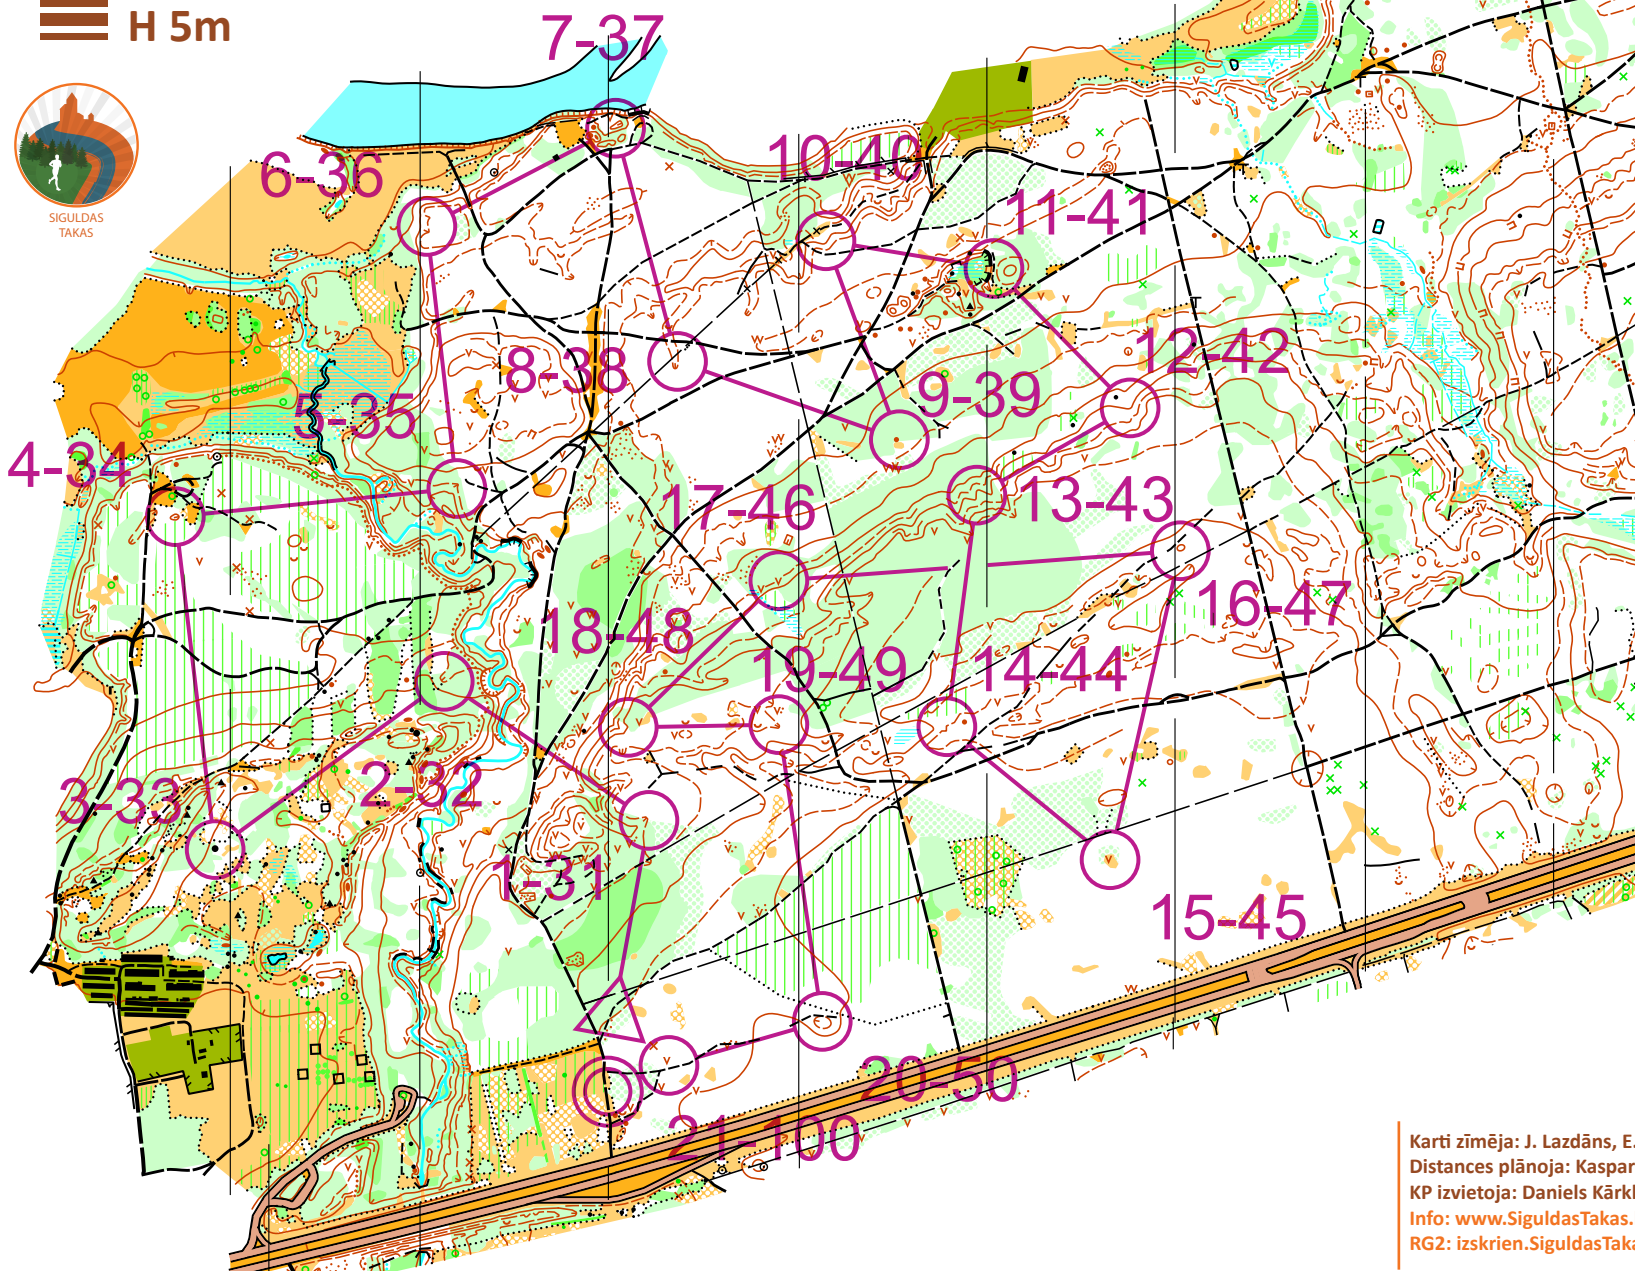 H 5m
7-37
SIGULDAS
TAKAS
6-36
10-40
11-41
8-38
12-42
9-39
5-35
4-34
17-46
13-43
16-47
18-48
19-49
14-44
3-33
2-32
1-31
15-45
20-50
21-100
Karti zīmēja: J. Lazdāns, E.
Distances plānoja: Kaspar
KP izvietoja: Daniels Kārkl
Info: www.SiguldasTakas.
RG2: izskrien.SiguldasTaka